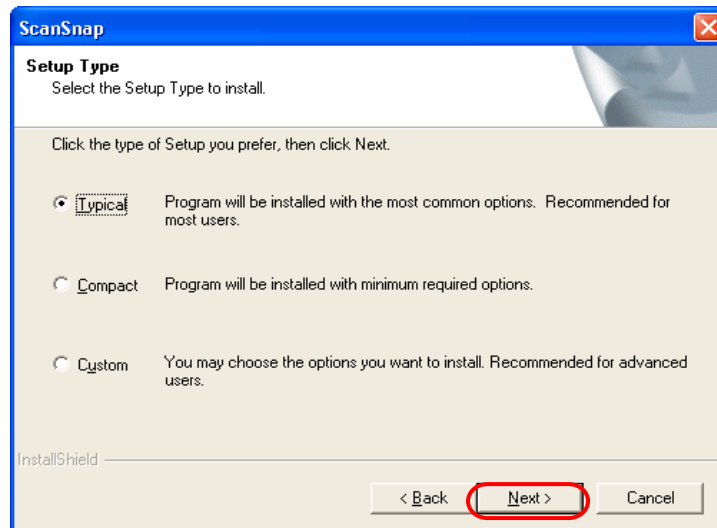 ScanSnap
Setup Type
Select the Setup Type to install.
Click the type of Setup you prefer, then click Next.
Typical
Program will be installed with the most common options.  Recommended for
most users.
Compact
Program will be installed with minimum required options.
Custom
You may choose the options you want to install. Recommended for advanced
users.
InstallShield
< Back
Next >
Cancel